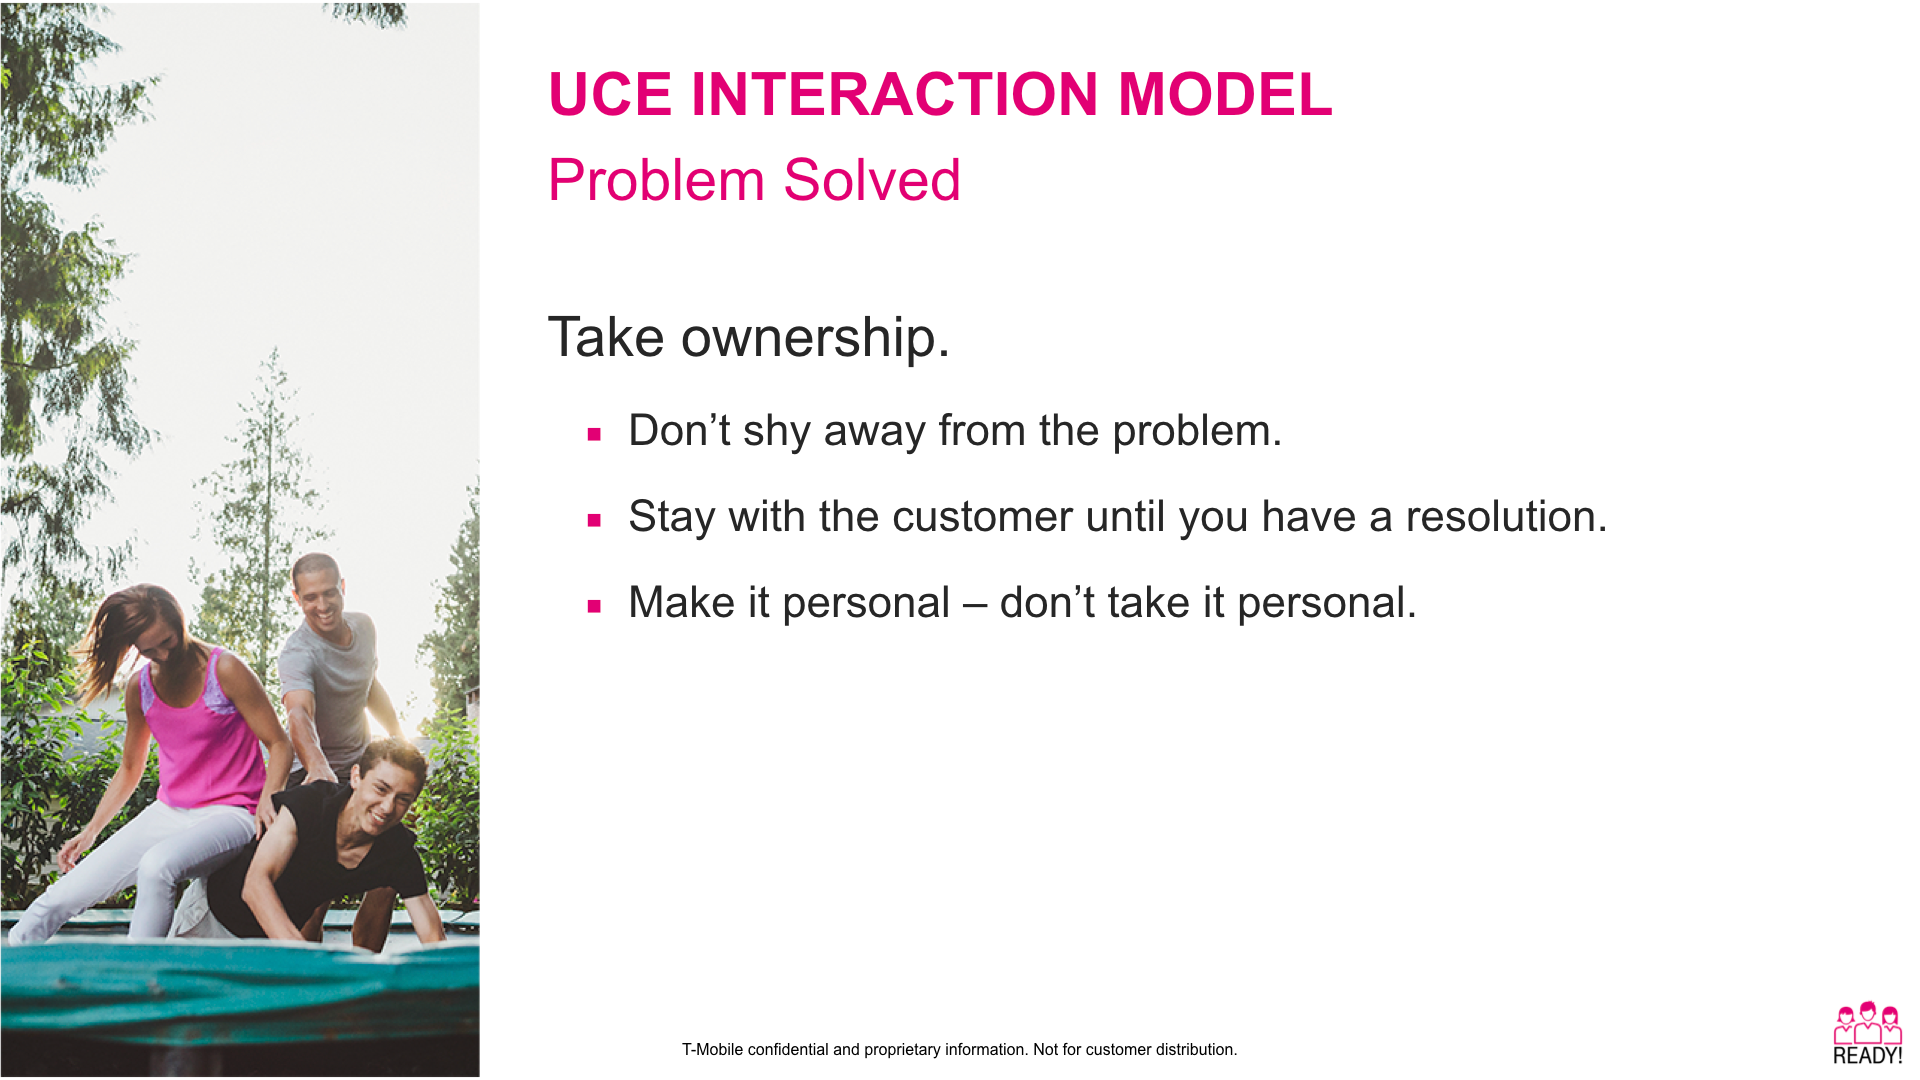 UCE INTERACTION MODEL
Problem Solved
Take ownership.
▪ Don’t shy away from the problem.
▪ Stay with the customer until you have a resolution.
▪ Make it personal – don’t take it personal.
T-Mobile confidential and proprietary information. Not for customer distribution.
READY!